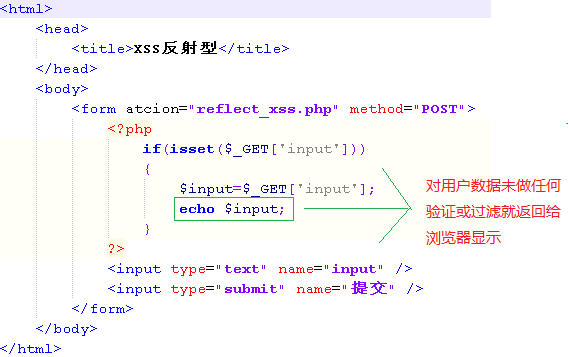 <html>
<head>
<title>XSS反射型</title>
</head>
<body>
<form atcion="reflect_xss.php" method="POST">
<?php
if(isset($_GET['input']))
{
$input=$_GET['input'];
echo $input;
}
?>
对用户数据未做任何
验证或过滤就返回给
浏览器显示
<input type="text" name="input" />
<input type="submit" name="提交" />
</form>
</body>
</html>